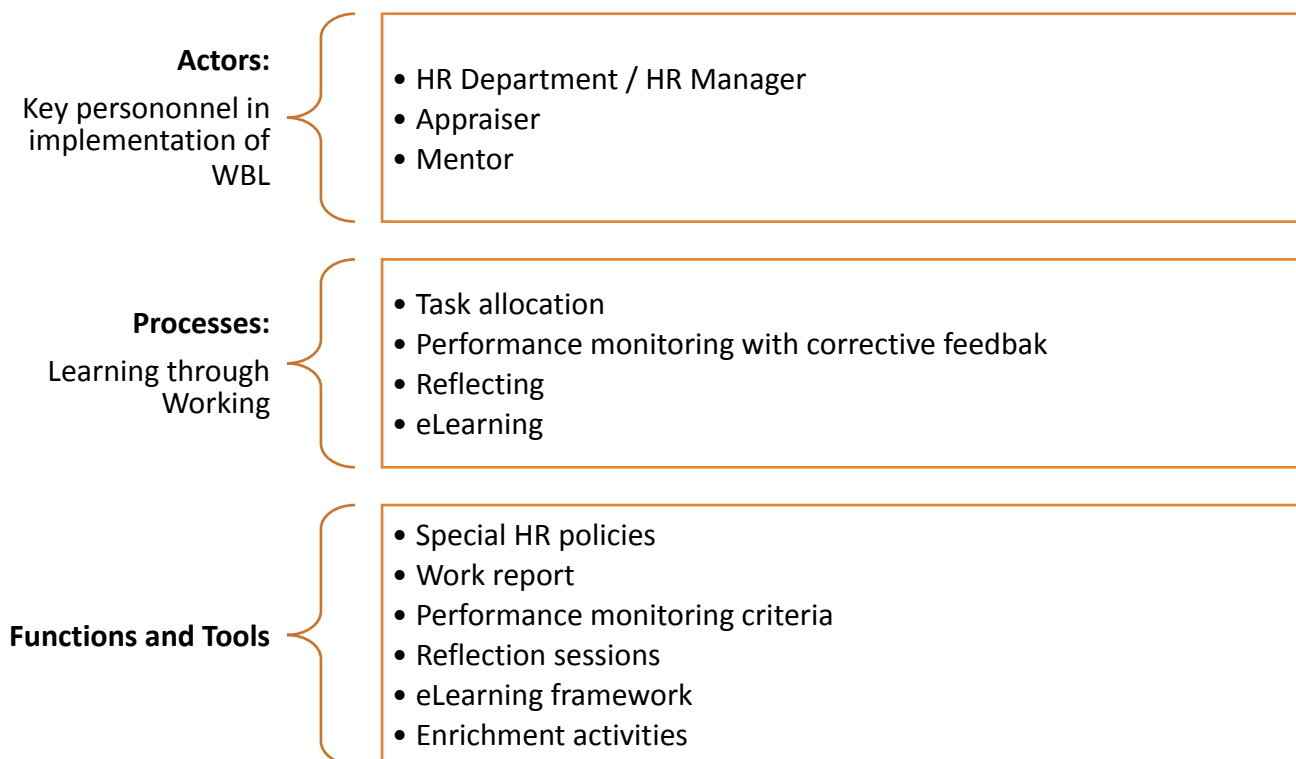 Actors:
Key persononnel in
implementation of
WBL
• HR Department / HR Manager
• Appraiser
• Mentor
Processes:
Learning through
Working
• Task allocation
• Performance monitoring with corrective feedbak
• Reflecting
• eLearning
Functions and Tools
• Special HR policies
• Work report
• Performance monitoring criteria
• Reflection sessions
• eLearning framework
• Enrichment activities